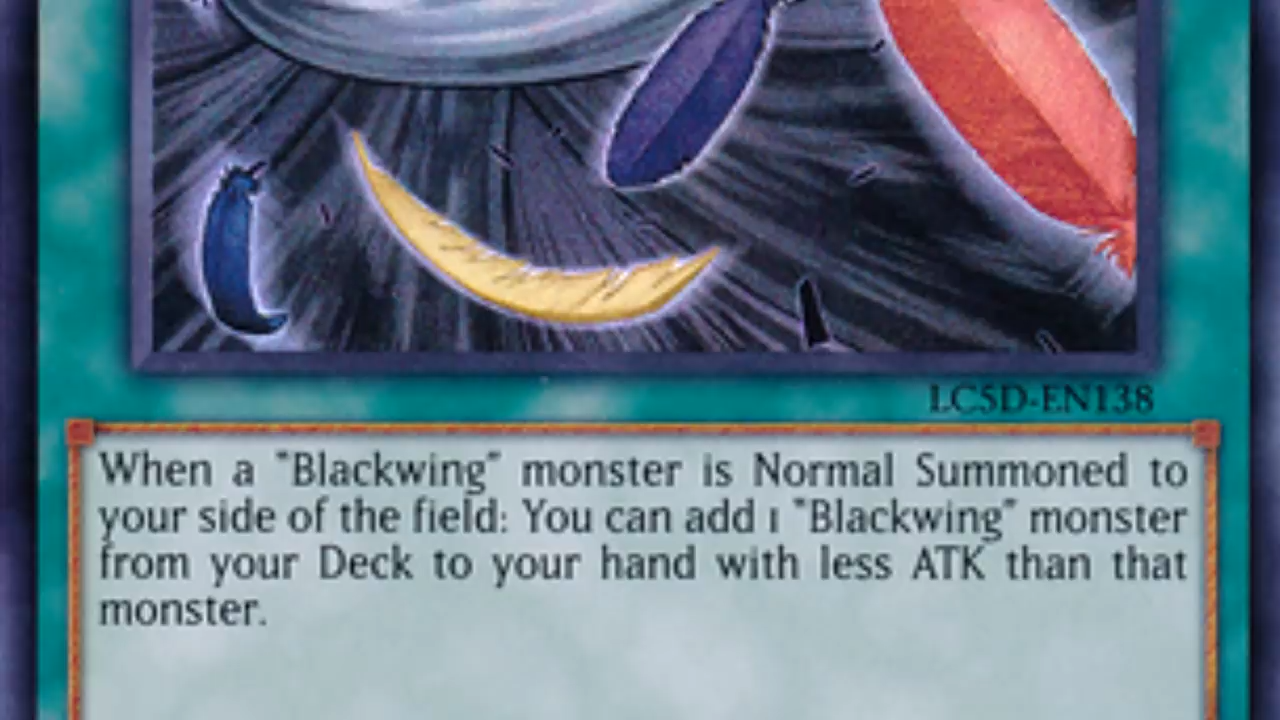 LC5D-EN138
When a "Blackwing" monster is Normal Summoned to
your side of the field: You can add 1 "Blackwing" monster
from your Deck to your hand with less ATK than that
monster.